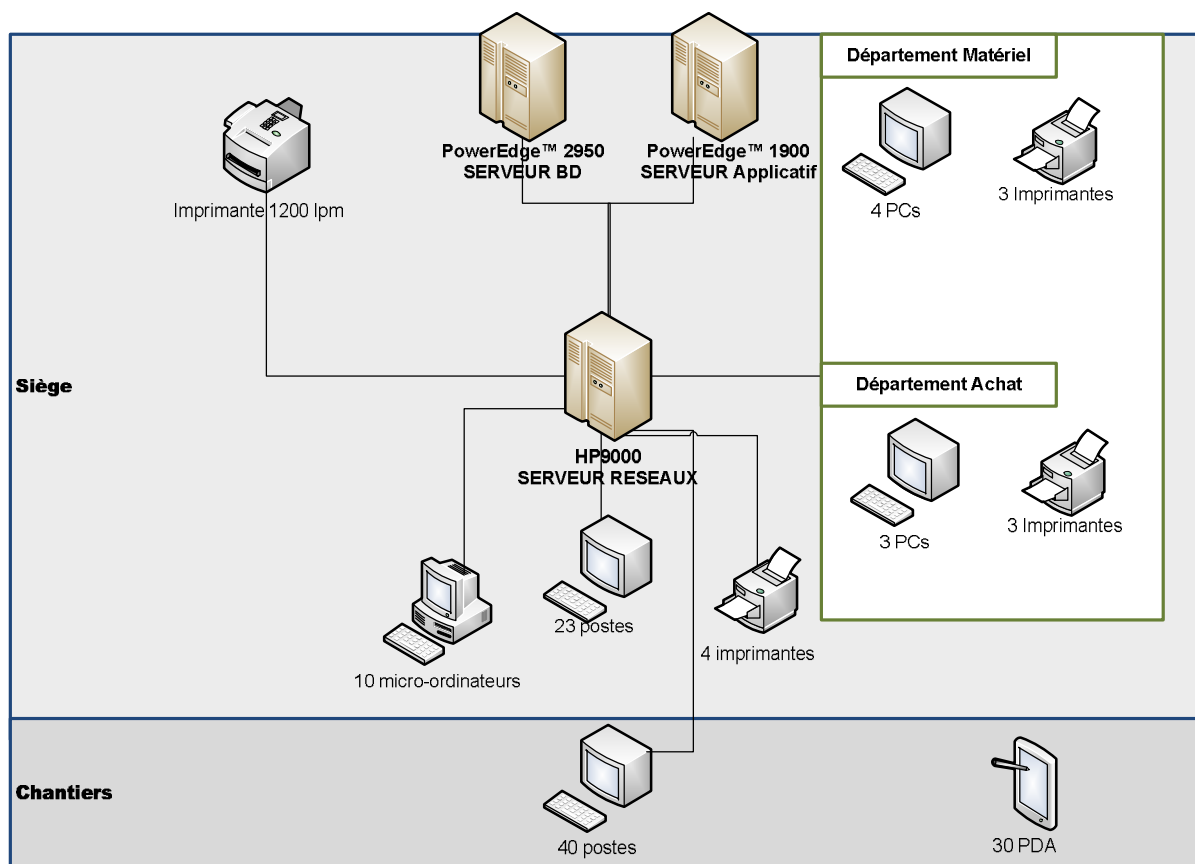 Département Matériel
PowerEdge™ 2950
SERVEUR BD
PowerEdge™ 1900
SERVEUR Applicatif
Imprimante 1200 lpm
4 PCs
3 Imprimantes
Siège
Département Achat
HP9000
SERVEUR RESEAUX
3 PCs
3 Imprimantes
23 postes
4 imprimantes
10 micro-ordinateurs
Chantiers
40 postes
30 PDA